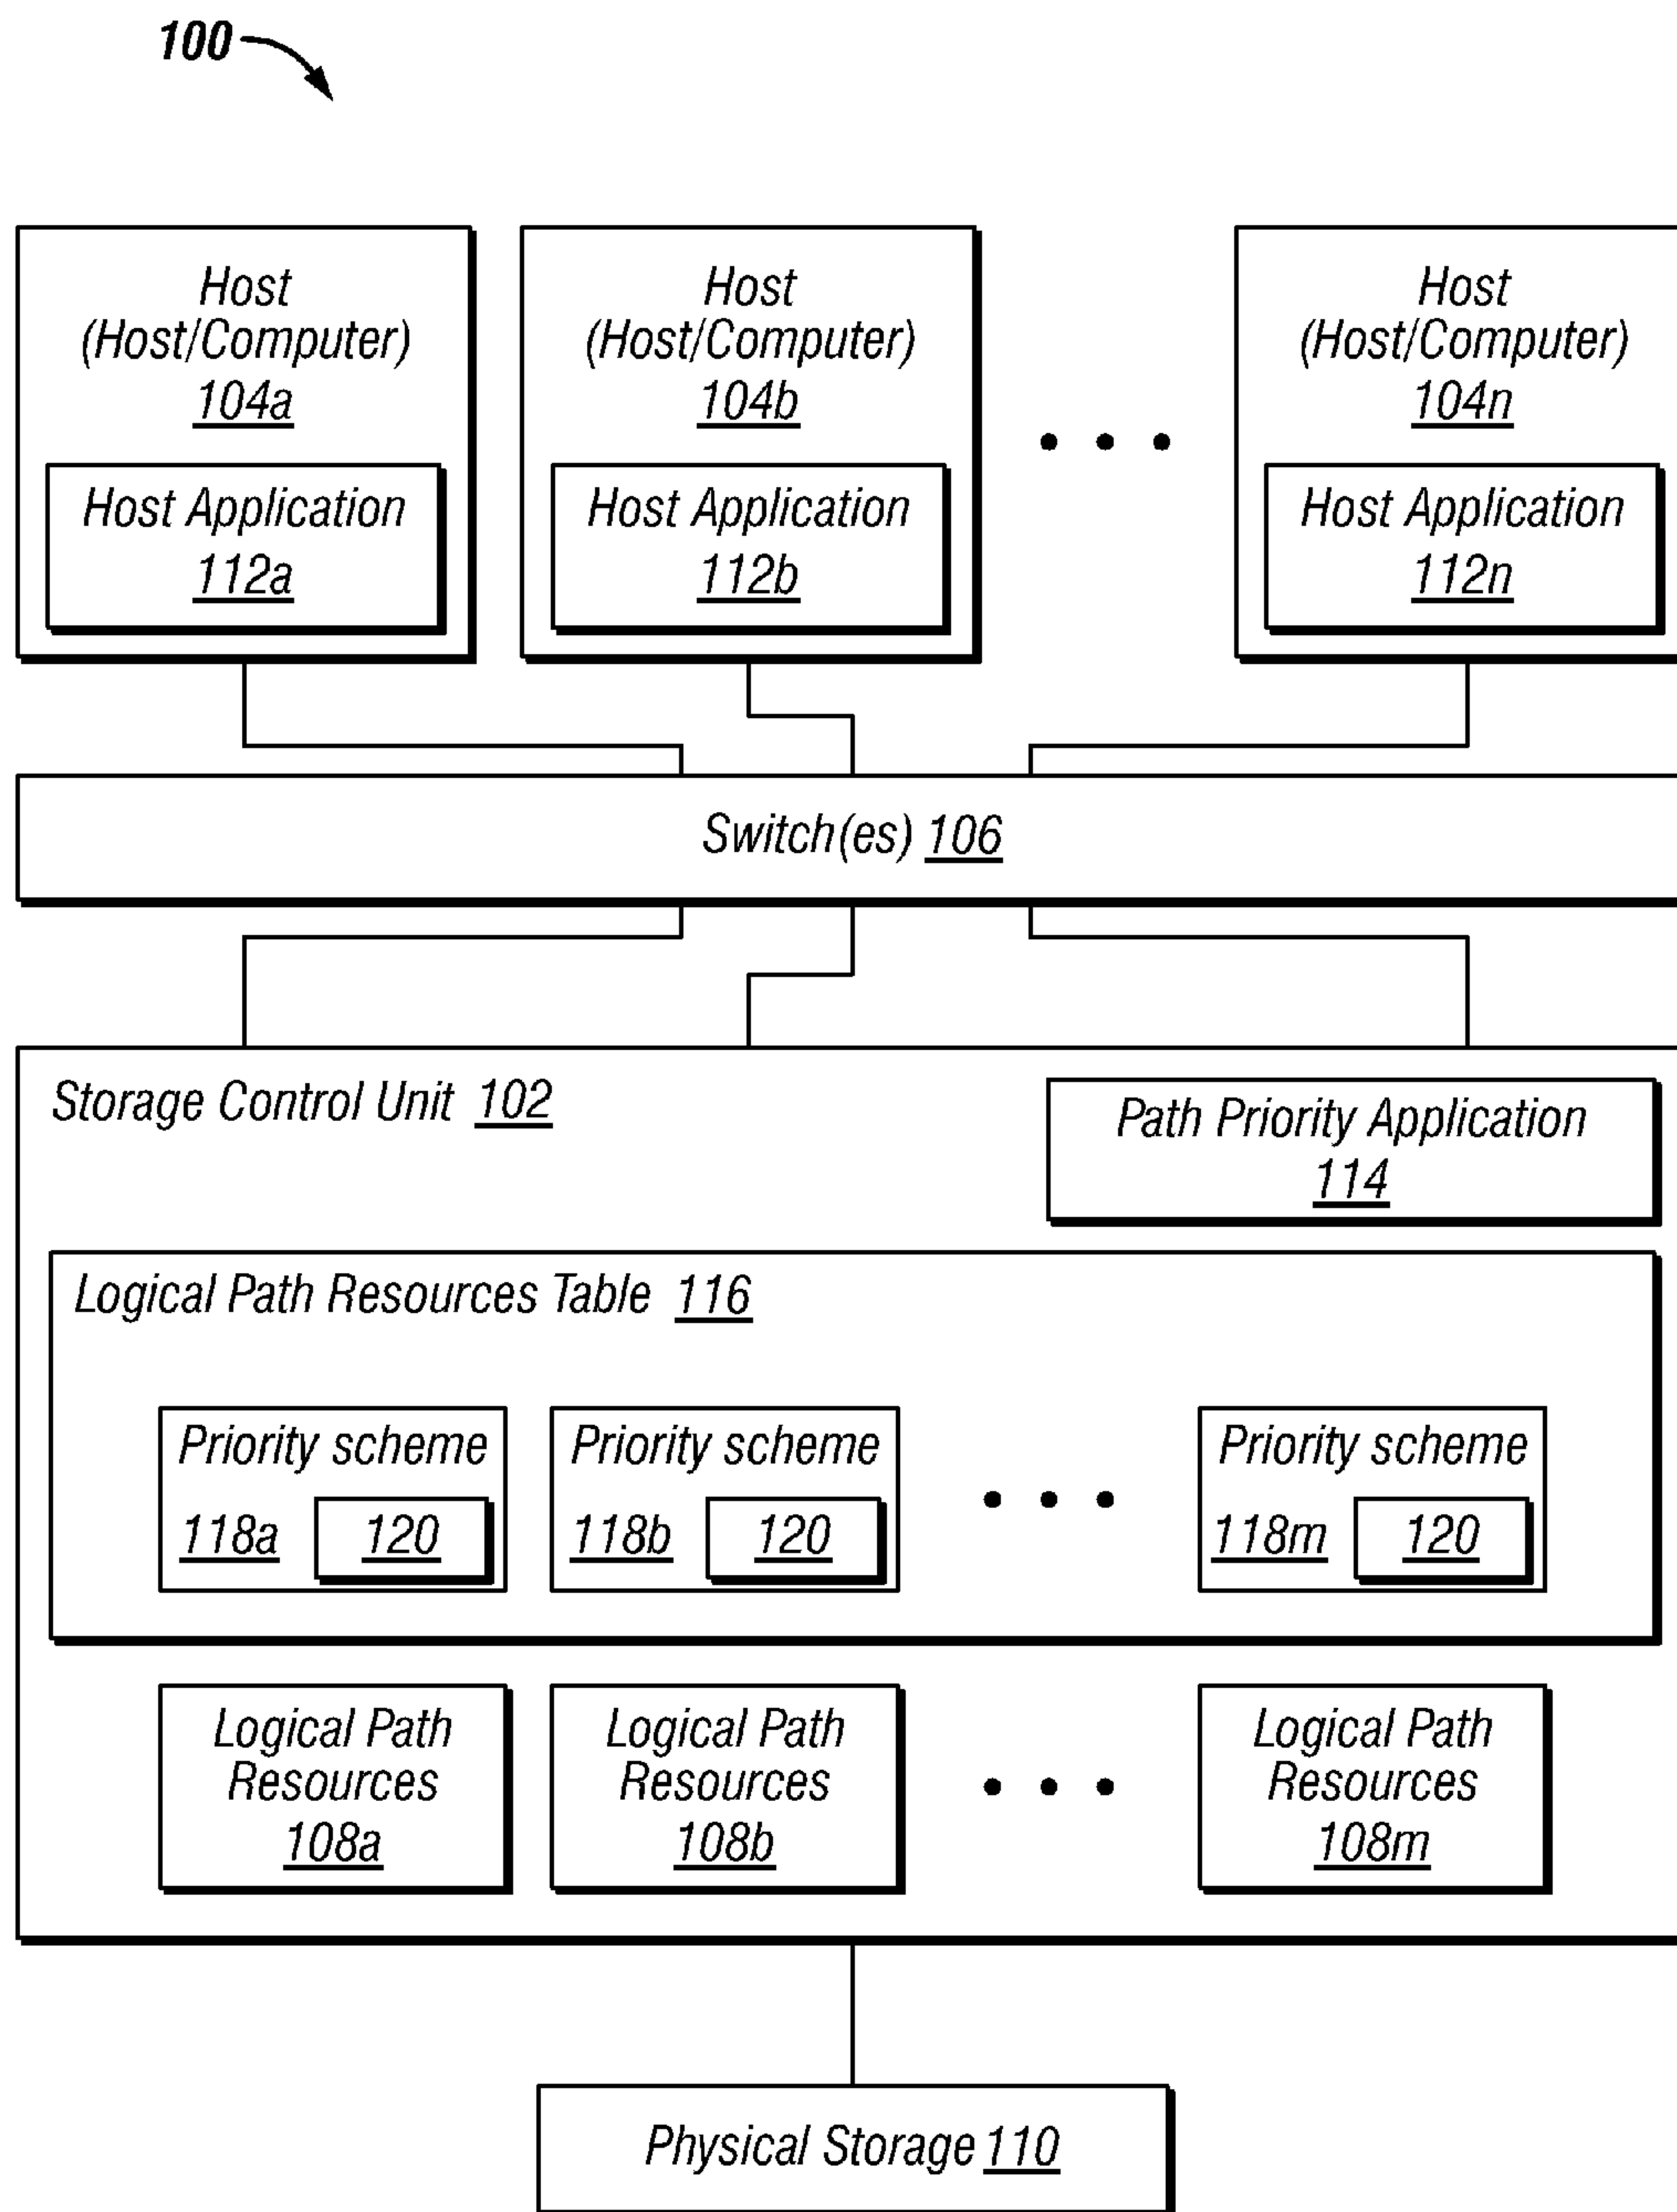 100
Host
(Host/Computer)
104a
Host Application
112a
Host
(Host/Computer)
104b
Host Application
112b
Host
(Host/Computer)
104n
Host Application
112n
Switch(es) 106
Storage Control Unit 102
Path Priority Application
114
Logical Path Resources Table 116
Priority scheme
118a 120
Priority scheme
118b 120
Priority scheme
118m 120
Logical Path
Resources
108a
Logical Path
Resources
108b
Logical Path
Resources
108m
Physical Storage 110